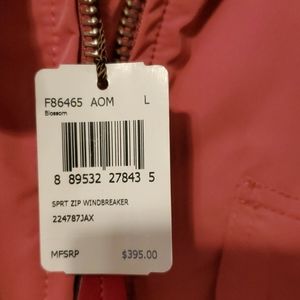 F86465 AOM L
Blossom
8 89532 27843 5
SPRT ZIP WINDBREAKER
224787JAX
MFSRP $395.00